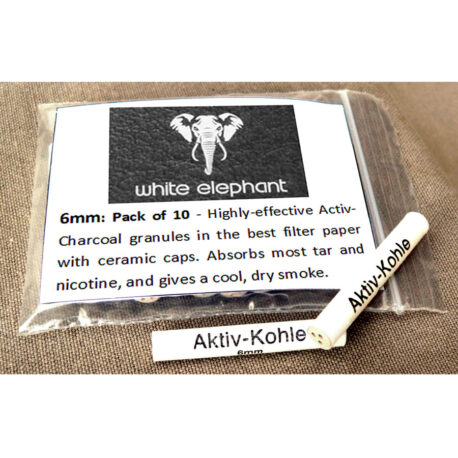 white elephant
6mm: Pack of 10 - Highly-effective Activ-
Charcoal granules in the best filter paper
with ceramic caps. Absorbs most tar and
nicotine, and gives a cool, dry smoke.
Aktiv-Kohle
Aktiv-Kohle
6mm